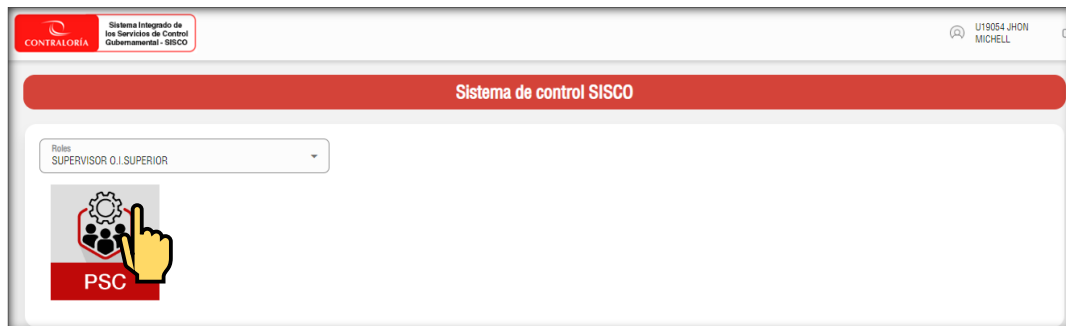 CONTRALORÍA
Sistema Integrado de
los Servicios de Control
Gubernamental - SISCO
U19054 JHON
MICHELL
Sistema de control SISCO
Roles
SUPERVISOR O.I.SUPERIOR
PSC